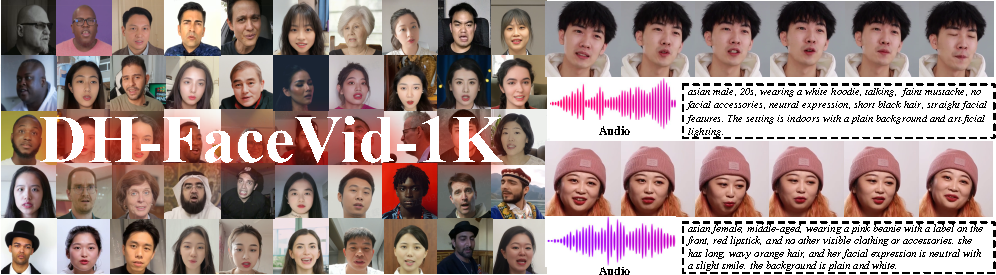 DH-FaceVid-1K
Audio
asian male, 20s, wearing a white hoodie, talking, faint mustache, no
facial accessories, neutral expression, short black hair, straight facial
features. The setting is indoors with a plain background and art-ficial
lighting.
Audio
asian female, middle-aged, wearing a pink beanie with a label on the
front, red lipstick, and no other visible clothing or accessories. she
has long, wavy orange hair, and her facial expression is neutral with
a slight smile. the background is plain and white.